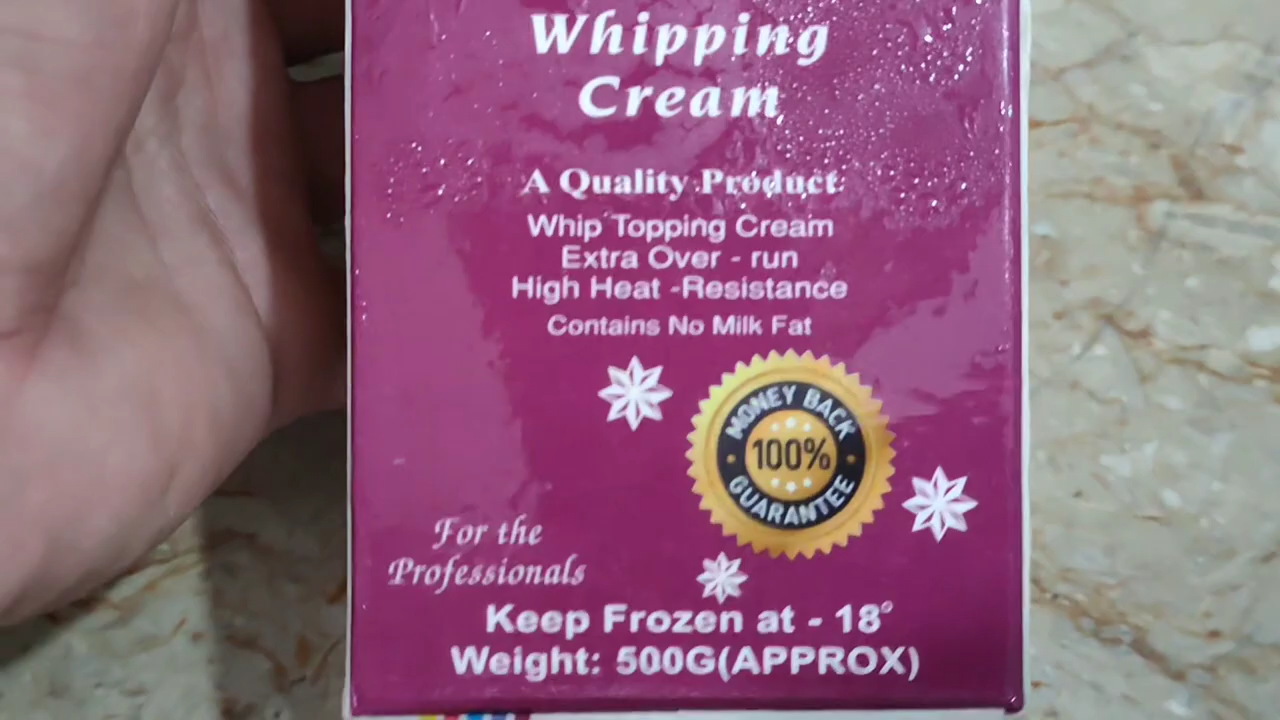 Whipping
Cream
A Quality Product
Whip Topping Cream
Extra Over - run
High Heat -Resistance
Contains No Milk Fat
MONEY BACK
100%
GUARANTEE
For the
Professionals
Keep Frozen at - 18°
Weight: 500G(APPROX)